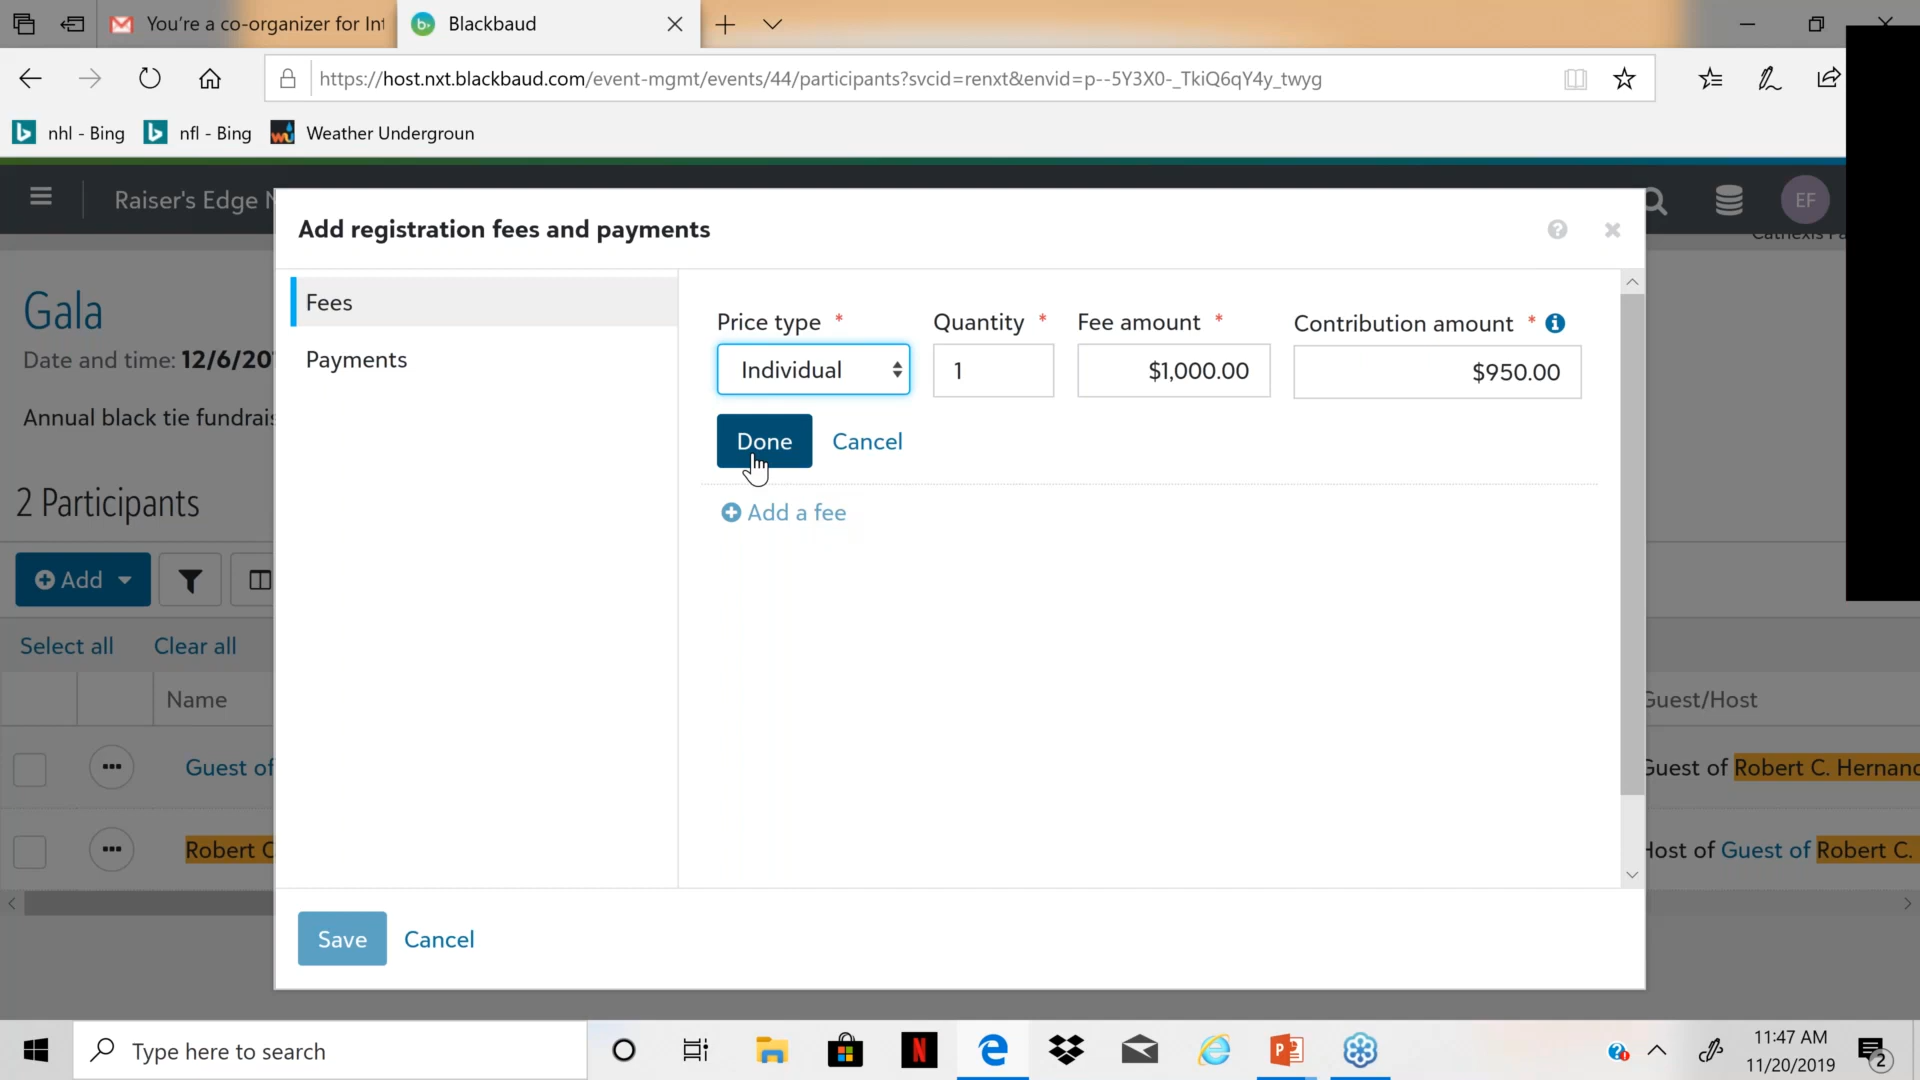 You're a co-organizer for Int
Blackbaud
https://host.nxt.blackbaud.com/event-mgmt/events/44/participants?svcid=renxt&envid=p--5Y3X0-_TkiQ6qY4y_twyg
nhl - Bing
nfl - Bing
Weather Undergroun
Raiser's Edge N
EF
Add registration fees and payments
Fees
Payments
Price type *
Quantity *
Fee amount *
Contribution amount *
Individual
1
$1,000.00
$950.00
Done
Cancel
Add a fee
Gala
Date and time: 12/6/20
Annual black tie fundrais
2 Participants
Add
Select all
Clear all
Name
Guest/Host
Guest of
Guest of Robert C. Hernand
Robert C
Host of Guest of Robert C.
Save
Cancel
Type here to search
11:47 AM
11/20/2019
2